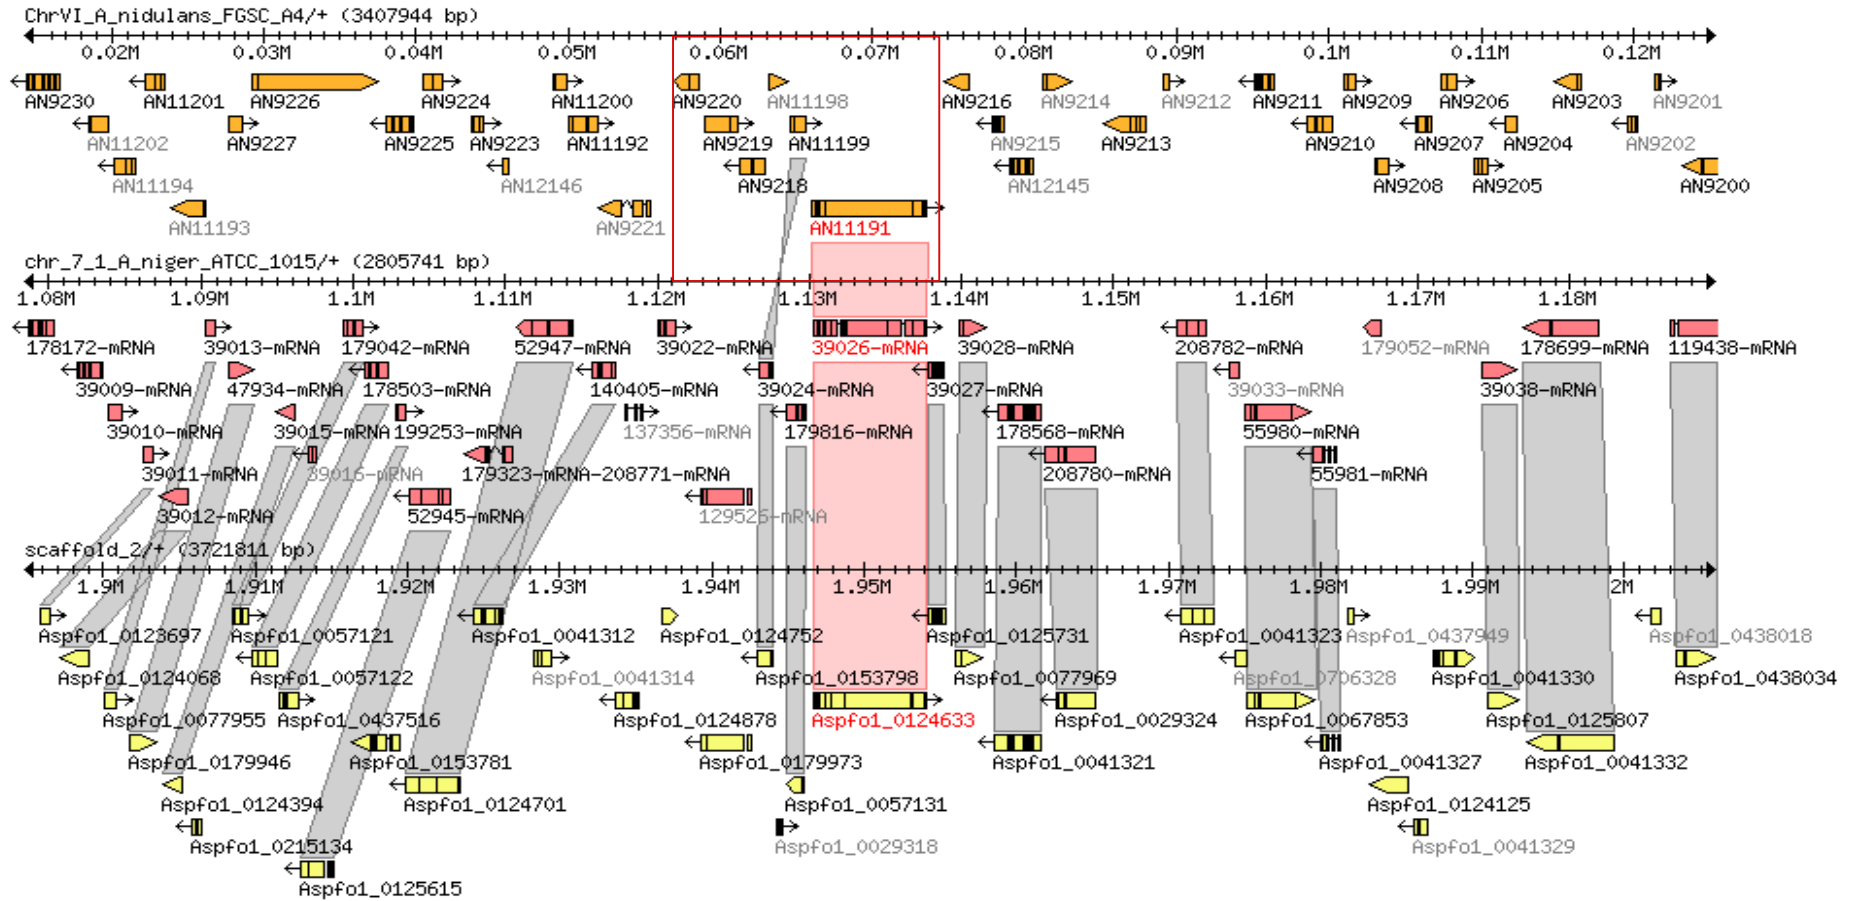 ChrVI_A_nidulans_FGSC_A4/+ (3407944 bp)
0.02M 0.03M 0.04M 0.05M 0.06M 0.07M 0.08M 0.09M 0.1M 0.11M 0.12M
AN9230 AN11201 AN9226 AN9224 AN11200 AN9220 AN11198 AN9216 AN9214 AN9212 AN9211 AN9209 AN9206 AN9203 AN9201
AN11202 AN9227 AN9225 AN9223 AN11192 AN9219 AN11199 AN9215 AN9213 AN9210 AN9207 AN9204 AN9202
AN11194 AN12146 AN9218 AN12145 AN9208 AN9205 AN9200
AN11193 AN9221 AN11191
chr_7_1_A_niger_ATCC_1015/+ (2805741 bp)
1.08M 1.09M 1.1M 1.11M 1.12M 1.13M 1.14M 1.15M 1.16M 1.17M 1.18M
178172-mRNA 39013-mRNA 179042-mRNA 52947-mRNA 39022-mRNA 39026-mRNA 39028-mRNA 208782-mRNA 179052-mRNA 178699-mRNA 119438-mRNA
39009-mRNA 47934-mRNA 178503-mRNA 140405-mRNA 39024-mRNA 39027-mRNA 39033-mRNA 39038-mRNA
39010-mRNA 39015-mRNA 199253-mRNA 137356-mRNA 179816-mRNA 178568-mRNA 55980-mRNA
39011-mRNA 39016-mRNA 179323-mRNA-208771-mRNA 208780-mRNA 55981-mRNA
39012-mRNA 52945-mRNA 129526-mRNA
scaffold_2/+ (3721811 bp)
1.9M 1.91M 1.92M 1.93M 1.94M 1.95M 1.96M 1.97M 1.98M 1.99M 2M
Aspfo1_0123697 Aspfo1_0057121 Aspfo1_0041312 Aspfo1_0124752 Aspfo1_0125731 Aspfo1_0041323 Aspfo1_0437949 Aspfo1_0438018
Aspfo1_0124068 Aspfo1_0057122 Aspfo1_0041314 Aspfo1_0153798 Aspfo1_0077969 Aspfo1_0706328 Aspfo1_0041330 Aspfo1_0438034
Aspfo1_0077955 Aspfo1_0437516 Aspfo1_0124878 Aspfo1_0124633 Aspfo1_0029324 Aspfo1_0067853 Aspfo1_0125807
Aspfo1_0179946 Aspfo1_0153781 Aspfo1_0179973 Aspfo1_0041321 Aspfo1_0041327 Aspfo1_0041332
Aspfo1_0124394 Aspfo1_0124701 Aspfo1_0057131 Aspfo1_0124125
Aspfo1_0215134 Aspfo1_0029318 Aspfo1_0041329
Aspfo1_0125615